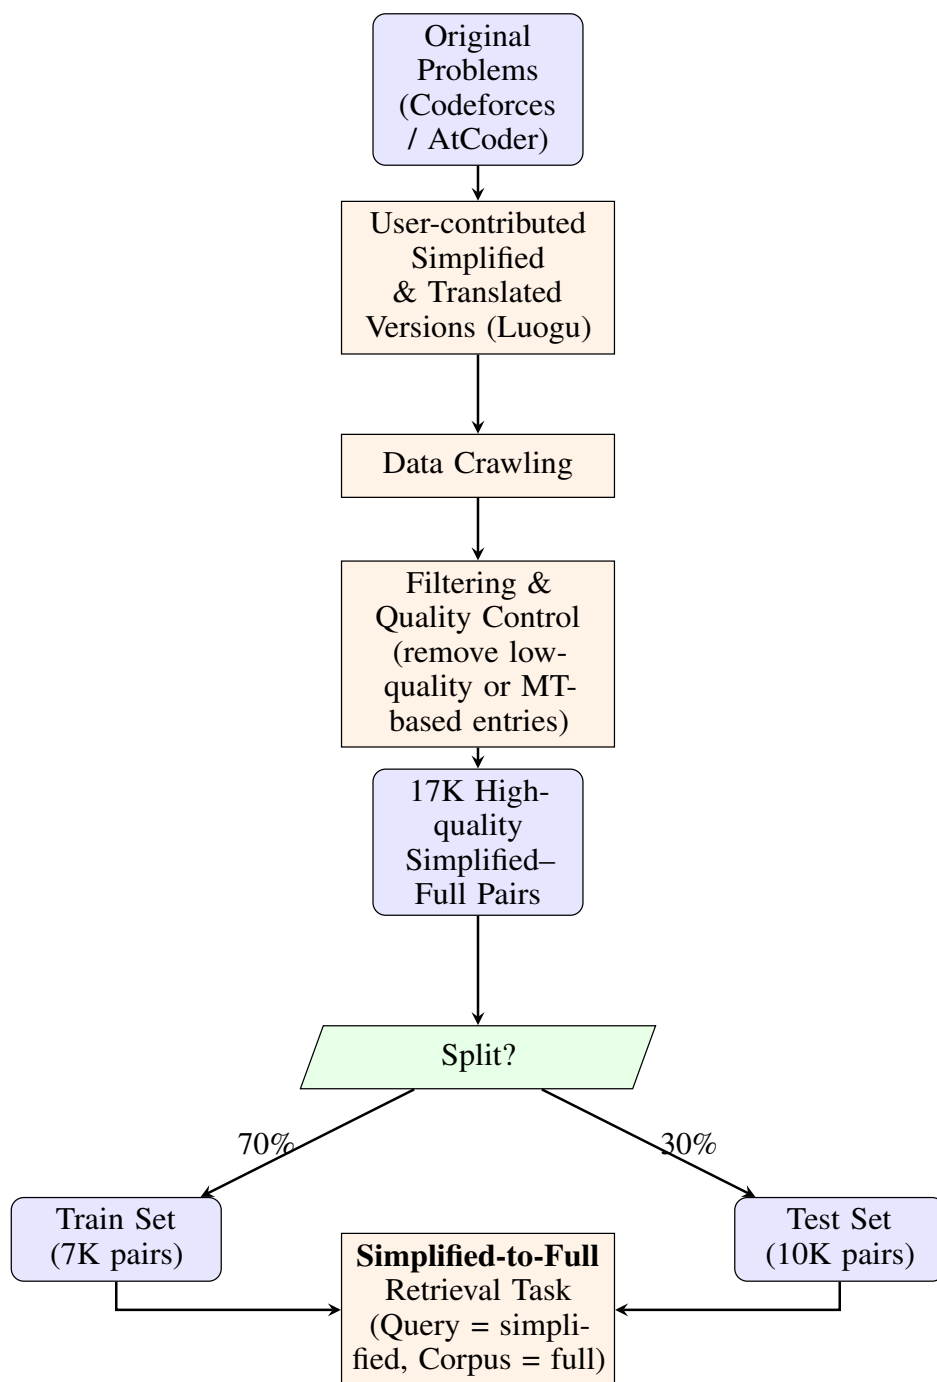 Original
Problems
(Codeforces
/ AtCoder)
User-contributed
Simplified
& Translated
Versions (Luogu)
Data Crawling
Filtering &
Quality Control
(remove low-
quality or MT-
based entries)
17K High-
quality
Simplified–
Full Pairs
Split?
70%
30%
Train Set
(7K pairs)
Test Set
(10K pairs)
Simplified-to-Full
Retrieval Task
(Query = simpli-
fied, Corpus = full)